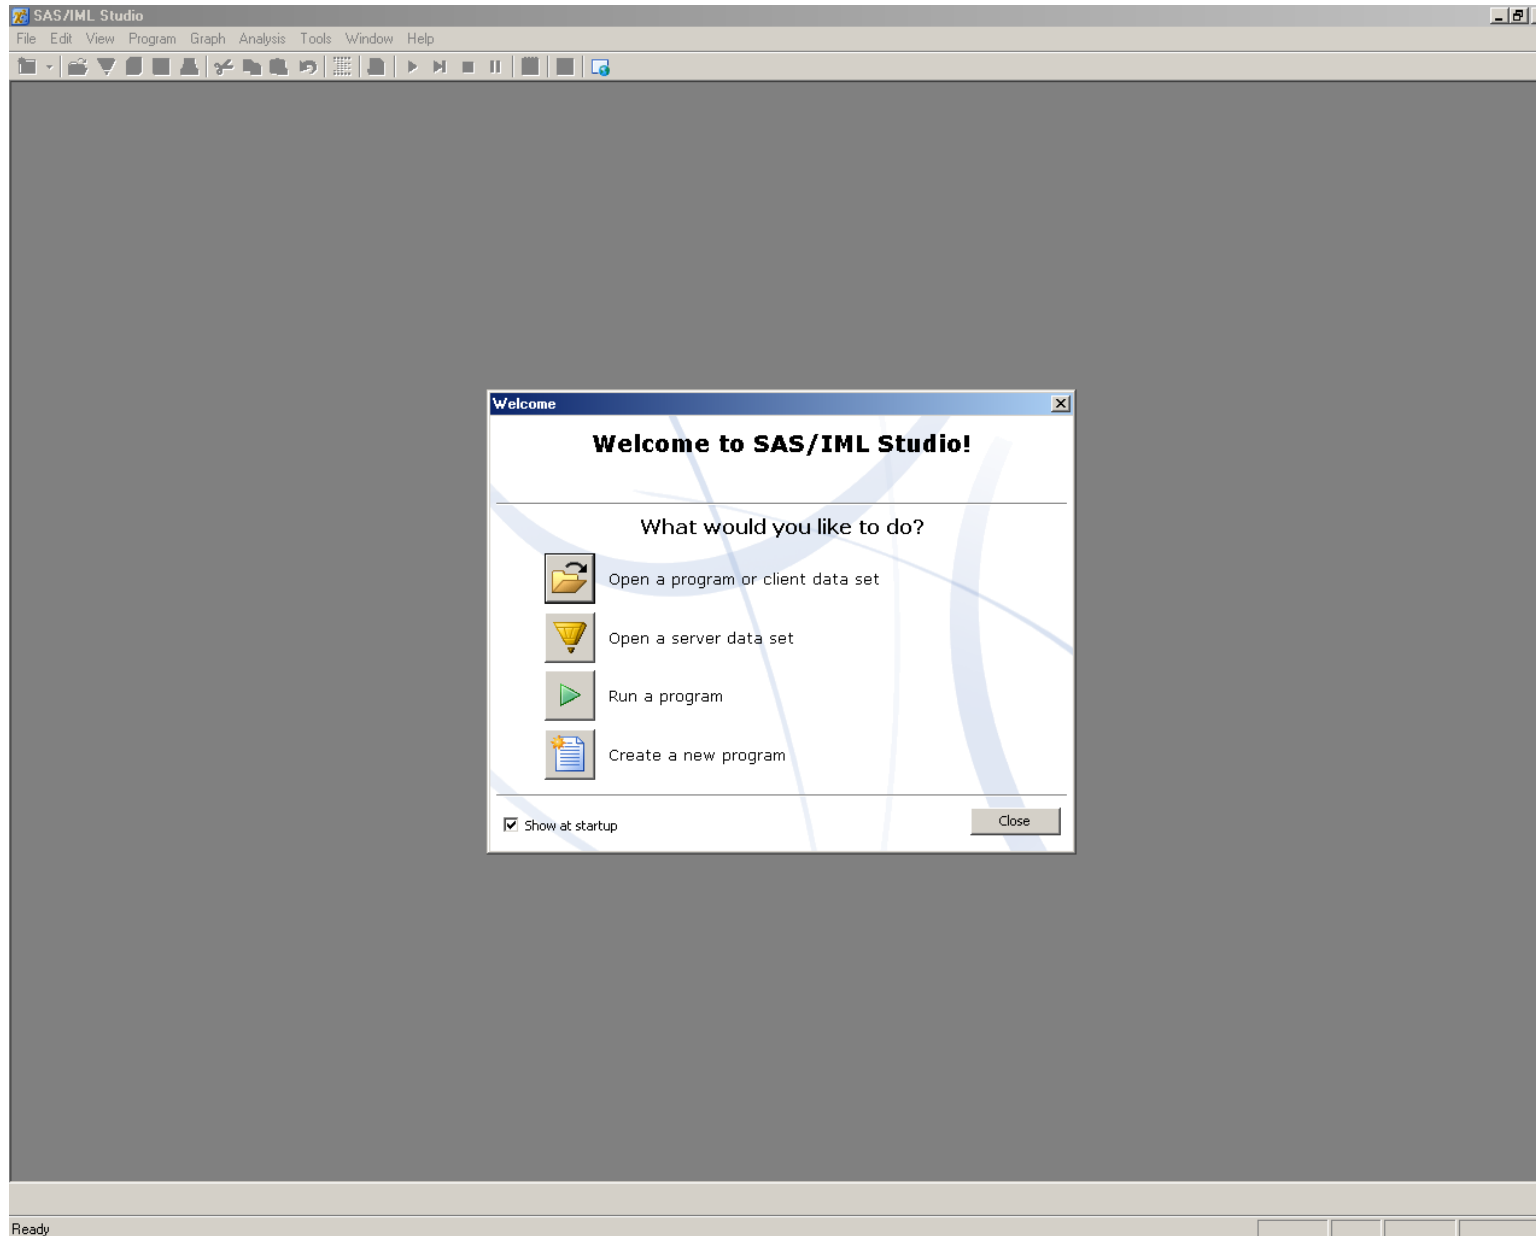 SAS/IML Studio
File Edit View Program Graph Analysis Tools Window Help
Welcome
Welcome to SAS/IML Studio!
What would you like to do?
Open a program or client data set
Open a server data set
Run a program
Create a new program
Show at startup
Close
Ready